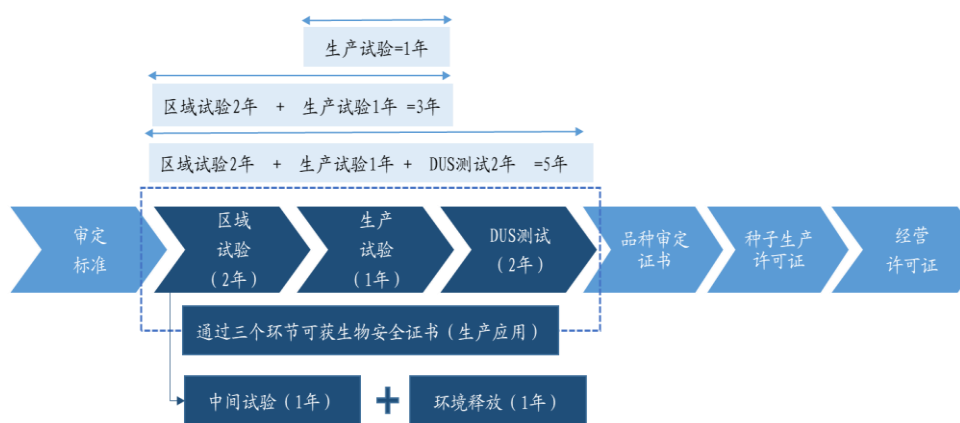 生产试验=1年
区域试验2年 + 生产试验1年 =3年
区域试验2年 + 生产试验1年 + DUS测试2年 =5年
审定
标准
区域
试验
(2年)
生产
试验
(1年)
DUS测试
(2年)
品种审定
证书
种子生产
许可证
经营
许可证
通过三个环节可获生物安全证书(生产应用)
中间试验(1年)
+
环境释放(1年)